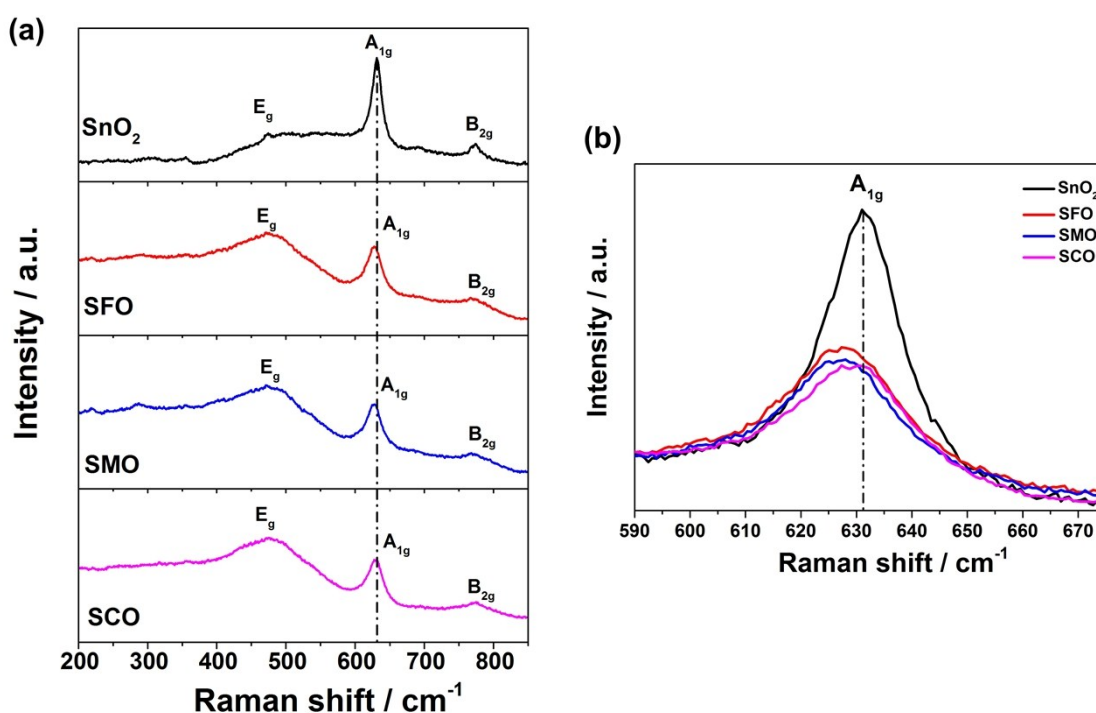 (a)
A1g
Eg
B2g
SnO2
Eg
A1g
B2g
SFO
Eg
A1g
B2g
SMO
Eg
A1g
B2g
SCO
200 300 400 500 600 700 800
Raman shift / cm-1
Intensity / a.u.
(b)
A1g
SnO2
SFO
SMO
SCO
590 600 610 620 630 640 650 660 670
Raman shift / cm-1
Intensity / a.u.